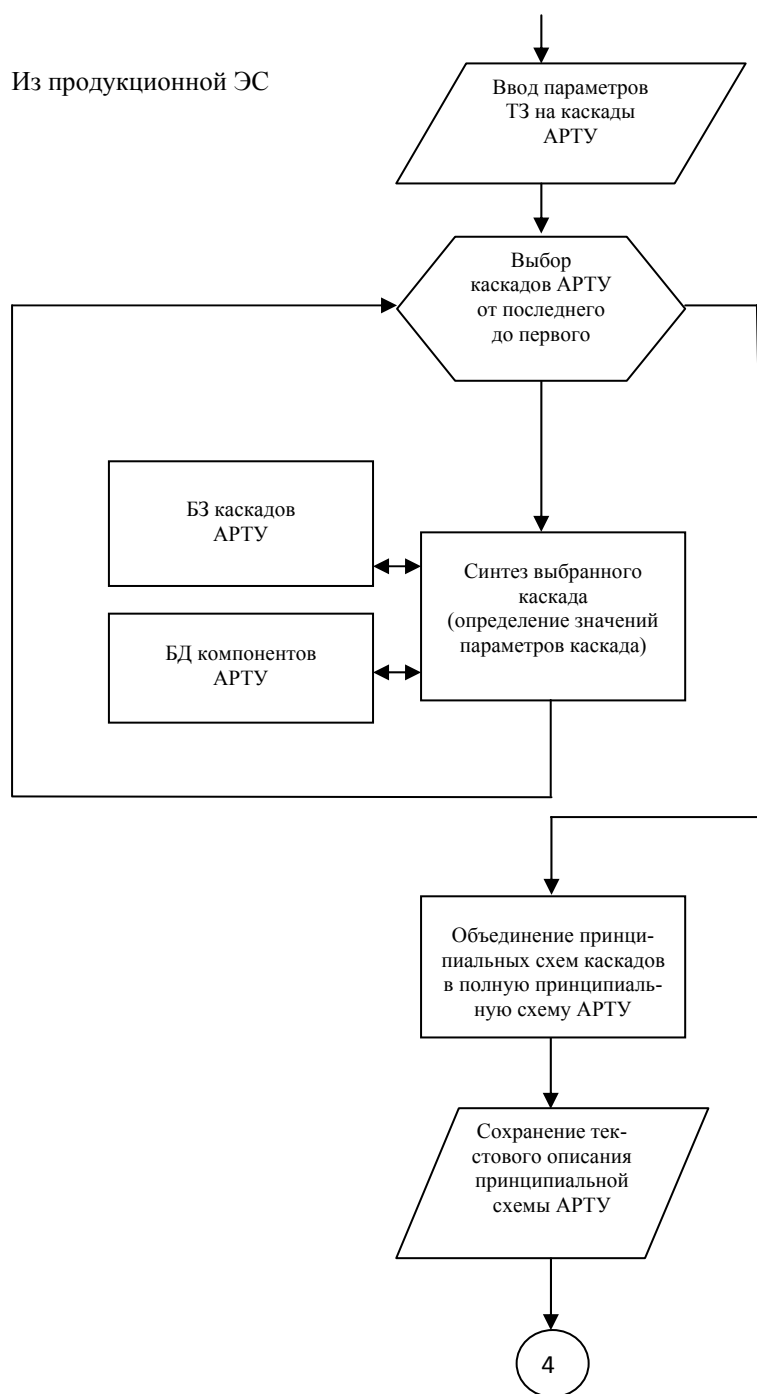 Из продукционной ЭС
Ввод параметров
ТЗ на каскады
АРТУ
Выбор
каскадов АРТУ
от последнего
до первого
БЗ каскадов
АРТУ
Синтез выбранного
каскада
(определение значений
параметров каскада)
БД компонентов
АРТУ
Объединение принци-
пиальных схем каскадов
в полную принципиаль-
ную схему АРТУ
Сохранение тек-
стового описания
принципиальной
схемы АРТУ
4